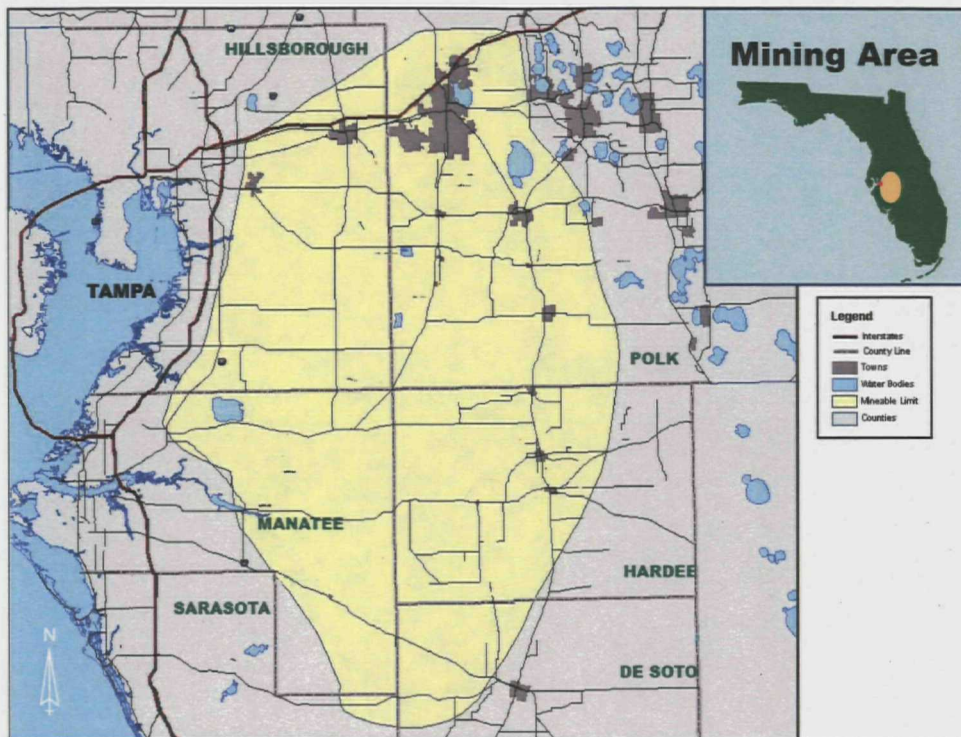 HILLSBOROUGH
Mining Area
TAMPA
POLK
Legend
Interstates
County Line
Towns
Water Bodies
Mineable Limit
Counties
MANATEE
HARDEE
SARASOTA
DE SOTO
N